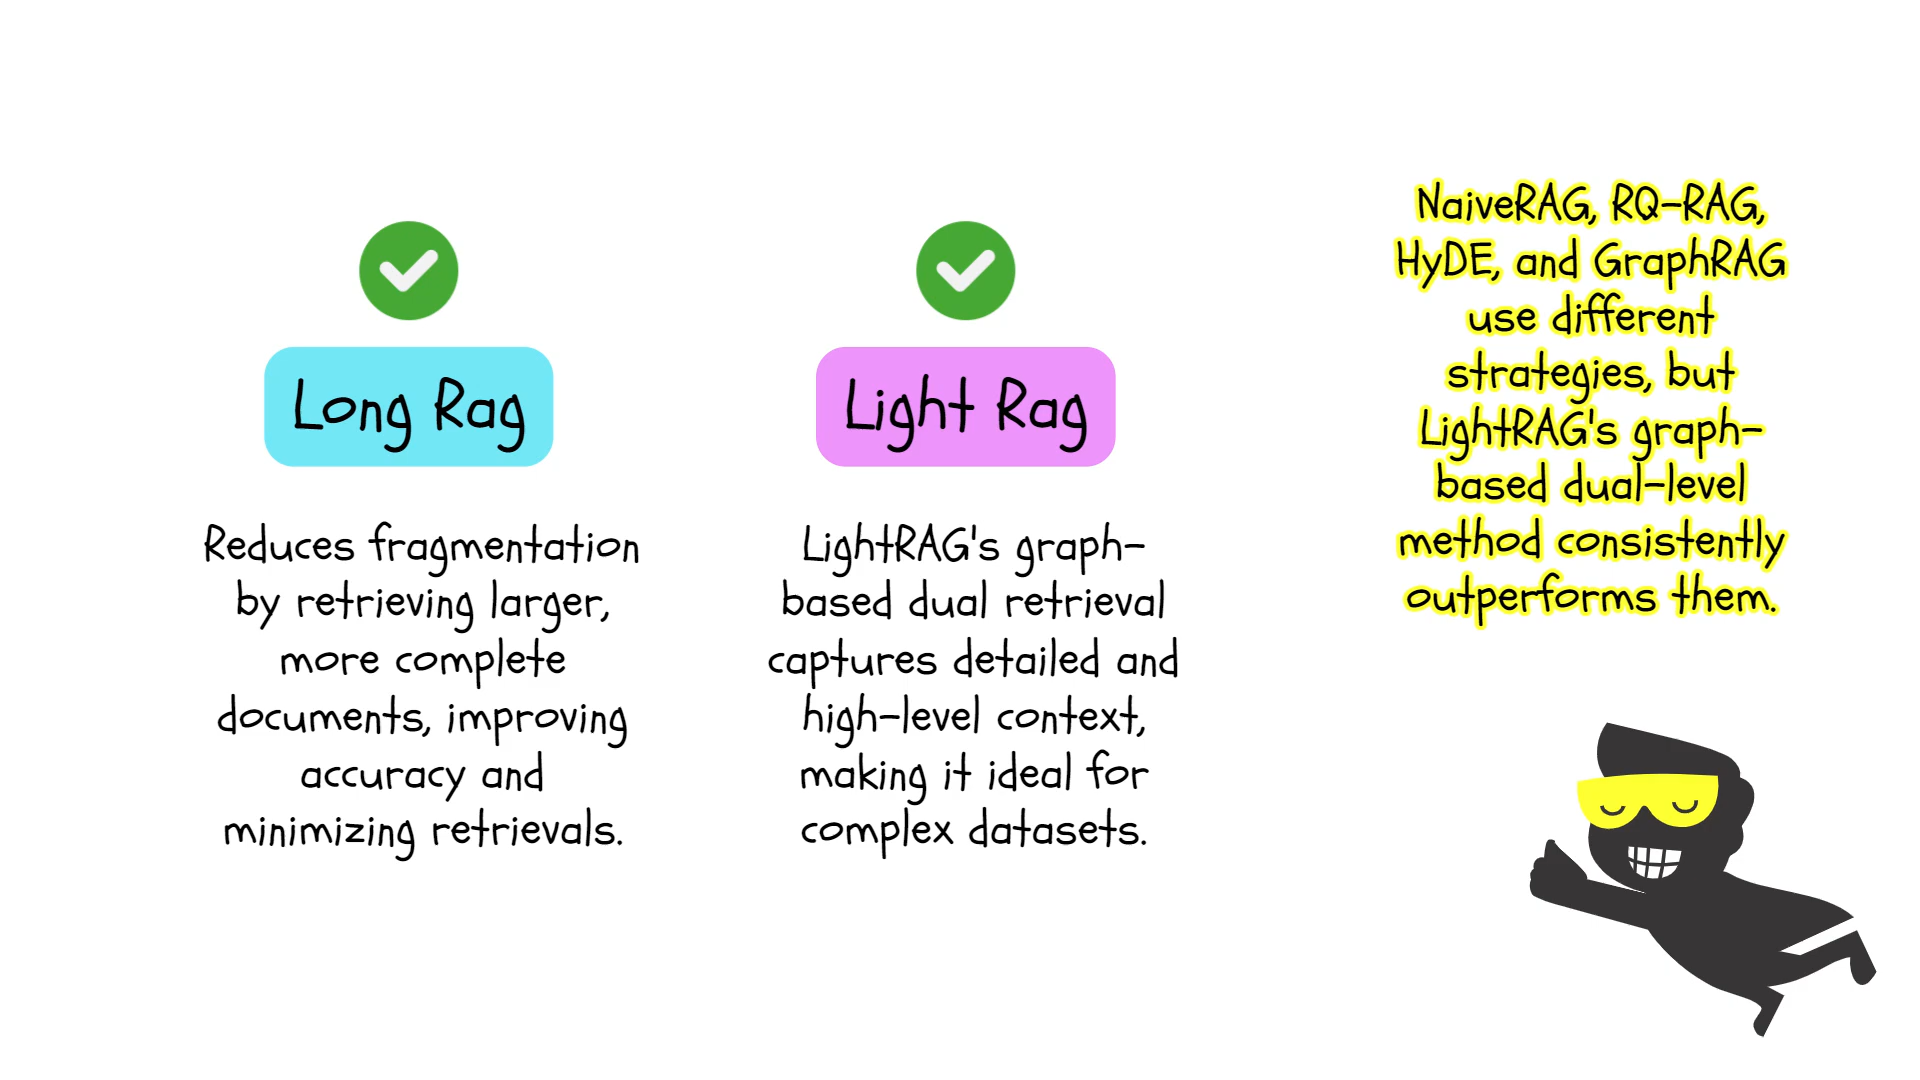 Long Rag
Reduces fragmentation
by retrieving larger,
more complete
documents, improving
accuracy and
minimizing retrievals.
Light Rag
LightRAG's graph-
based dual retrieval
captures detailed and
high-level context,
making it ideal for
complex datasets.
NaiveRAG, RQ-RAG,
HyDE, and GraphRAG
use different
strategies, but
LightRAG's graph-
based dual-level
method consistently
outperforms them.